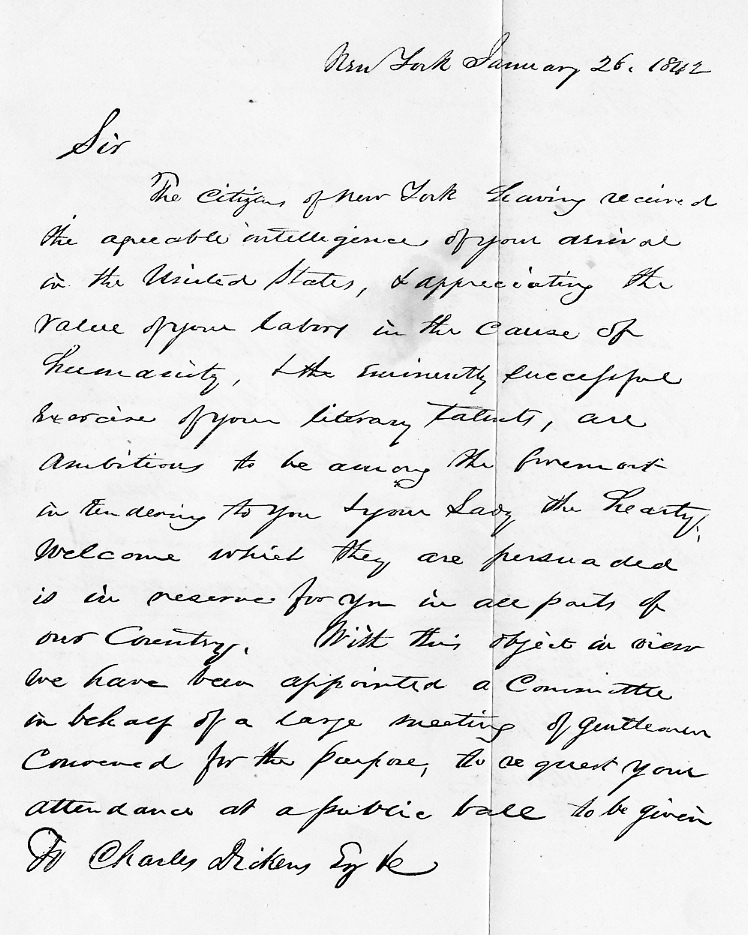 New York January 26. 1842
Sir
The Citizens of New York having received
the agreeable intelligence of your arrival
in the United States, & appreciating the
value of your labors in the cause of
humanity, & the eminently successful
exercise of your literary talents, are
ambitious to be among the foremost
in tendering to you & your Lady the hearty
welcome which they are persuaded
is in reserve for you in all parts of
our Country. With this object in view
we have been appointed a Committee
in behalf of a large meeting of gentlemen
convened for the purpose, to request your
attendance at a public ball to be given
To Charles Dickens Esq &c